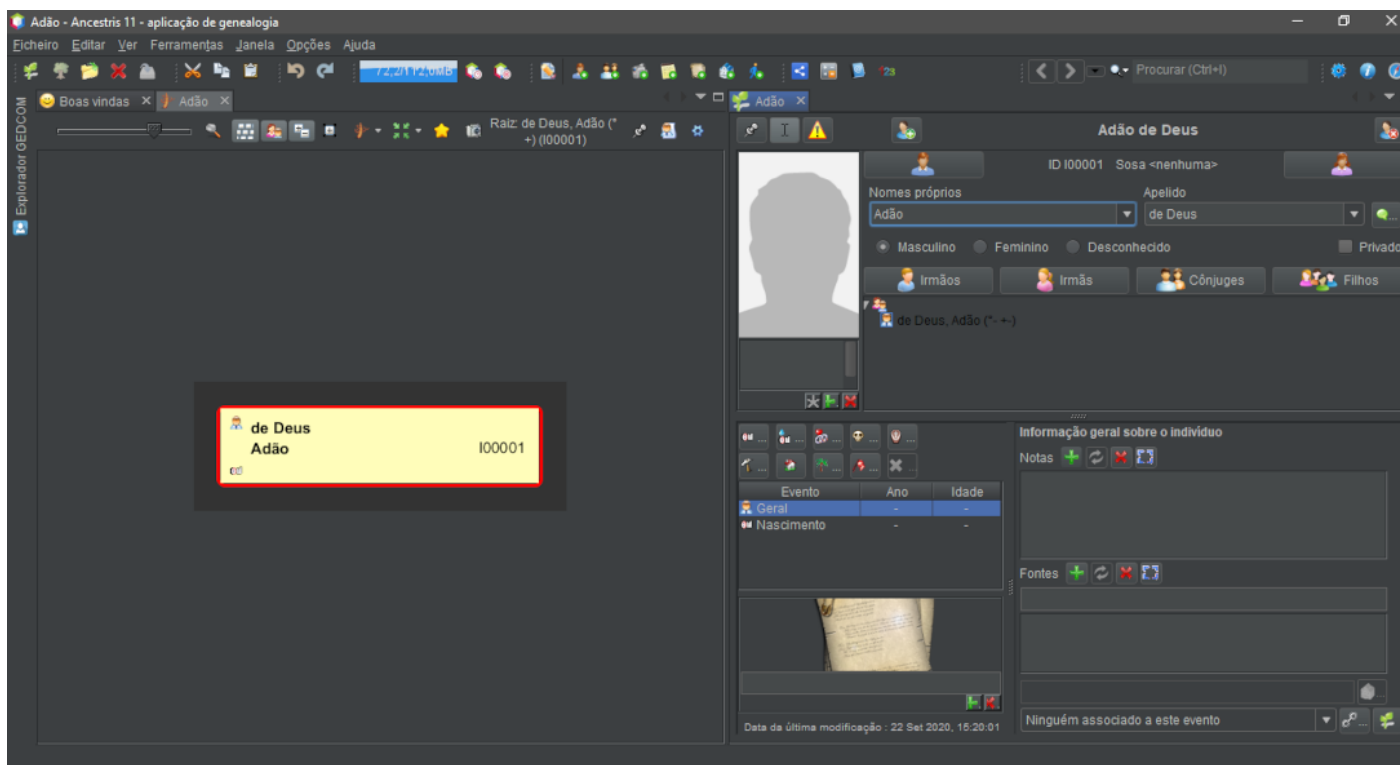 Adão - Ancestris 11 - aplicação de genealogia
Ficheiro Editar Ver Ferramentas Janela Opções Ajuda
Procurar (Ctrl+I)
Explorador GEDCOM
Boas vindas
Adão
Adão
Raiz: de Deus, Adão (*
+) (I00001)
Adão de Deus
ID I00001 Sosa <nenhuma>
Nomes próprios
Apelido
Adão
de Deus
Masculino Feminino Desconhecido
Privado
Irmãos
Irmãs
Cônjuges
Filhos
de Deus, Adão (*- +-)
de Deus
Adão
I00001
Evento Ano Idade
Geral - -
Nascimento - -
Data da última modificação : 22 Set 2020, 15:20:01
Informação geral sobre o indivíduo
Notas
Fontes
Ninguém associado a este evento